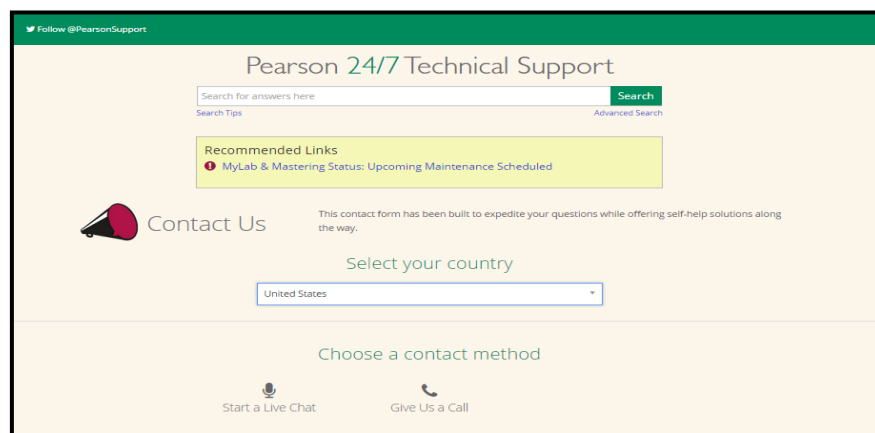 Follow @PearsonSupport
Pearson 24/7 Technical Support
Search for answers here
Search
Search Tips
Advanced Search
Recommended Links
MyLab & Mastering Status: Upcoming Maintenance Scheduled
Contact Us
This contact form has been built to expedite your questions while offering self-help solutions along
the way.
Select your country
United States
Choose a contact method
Start a Live Chat
Give Us a Call